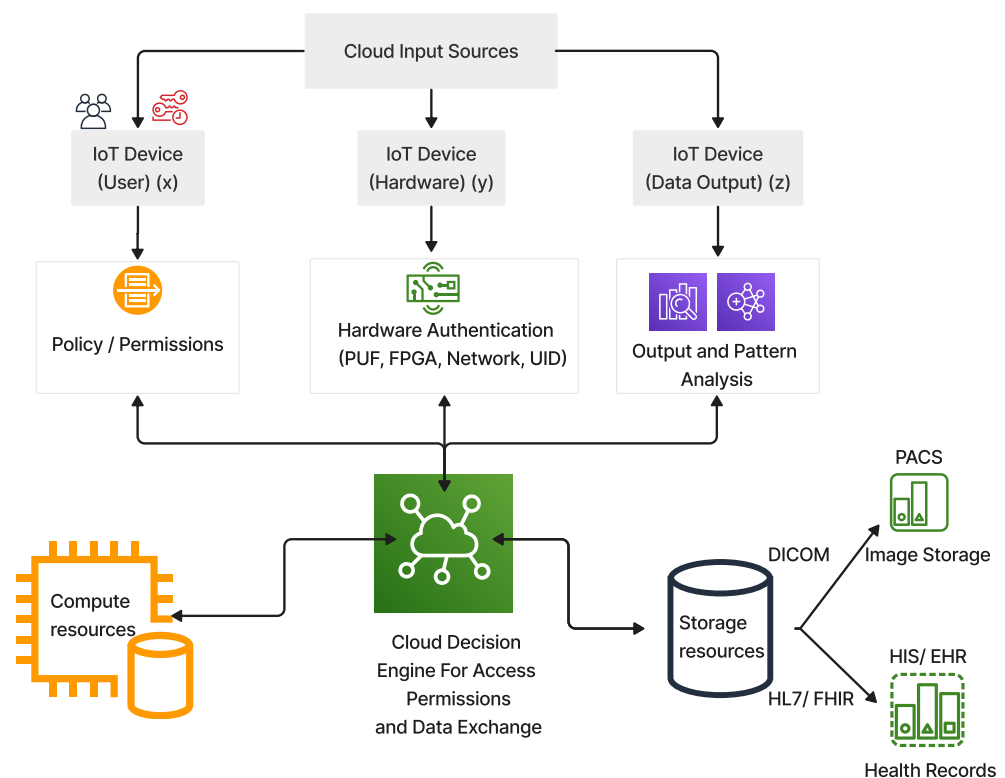 Cloud Input Sources
IoT Device
(User) (x)
IoT Device
(Hardware) (y)
IoT Device
(Data Output) (z)
Policy / Permissions
Hardware Authentication
(PUF, FPGA, Network, UID)
Output and Pattern
Analysis
Compute
resources
Cloud Decision
Engine For Access
Permissions
and Data Exchange
Storage
resources
DICOM
PACS
Image Storage
HL7/ FHIR
HIS/ EHR
Health Records